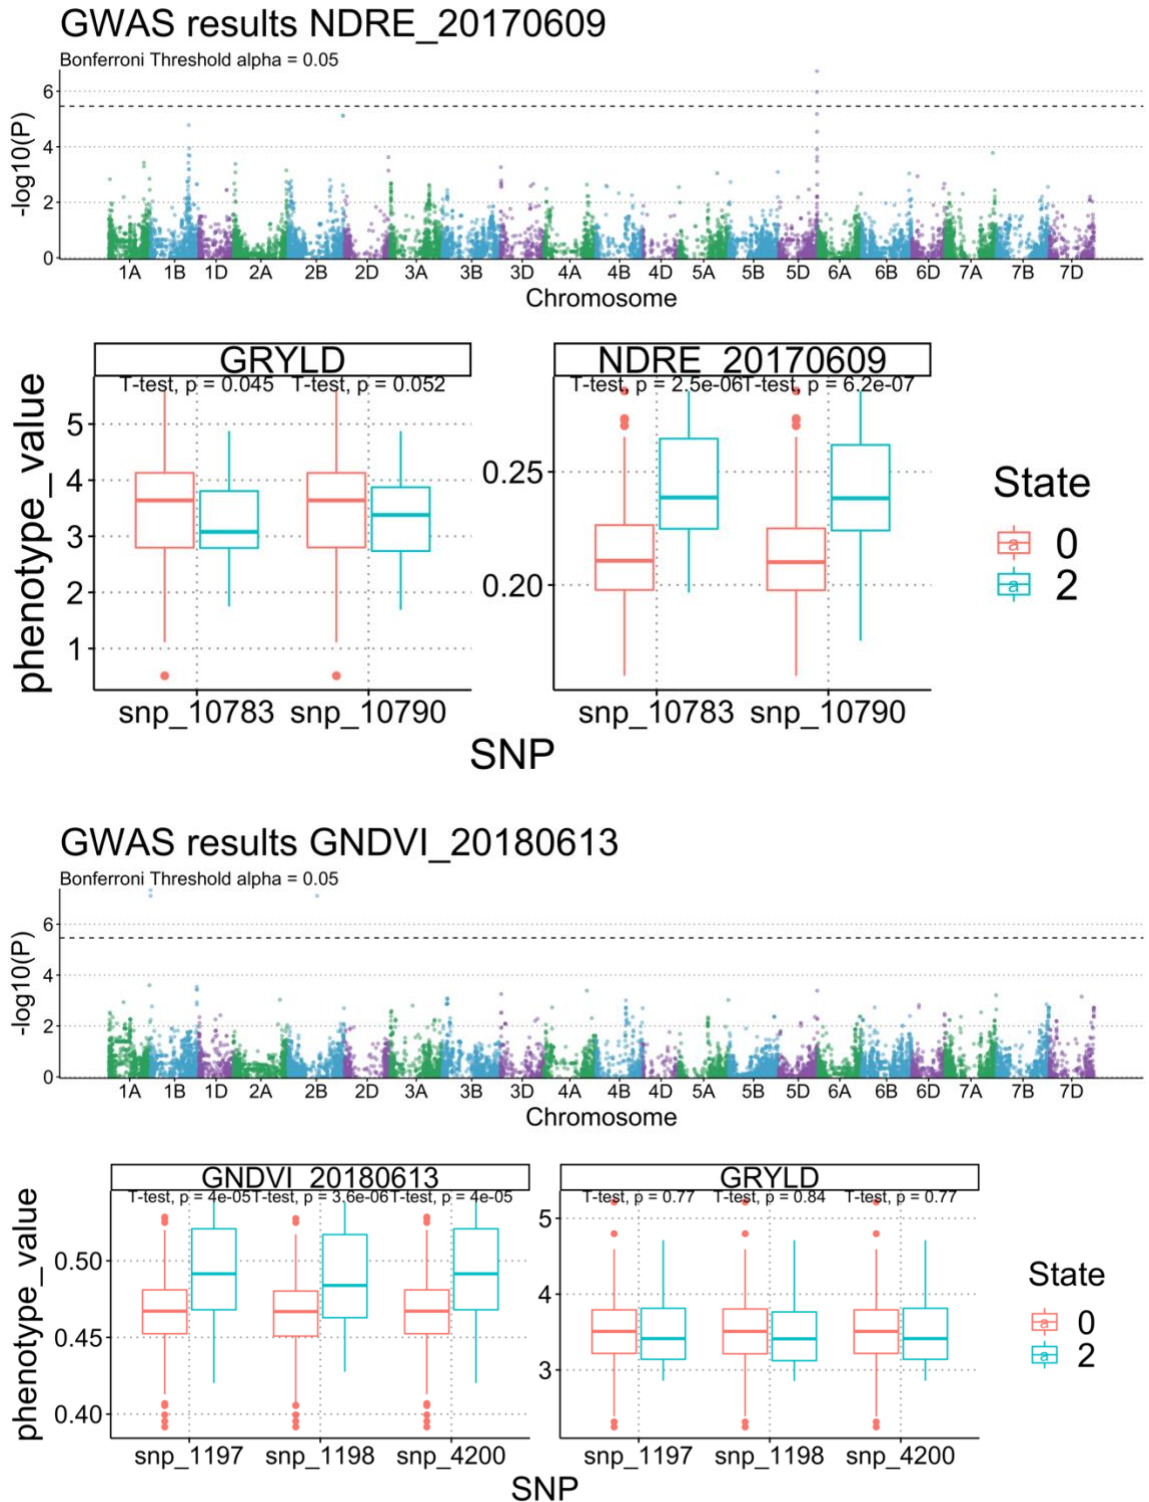 GWAS results NDRE_20170609
Bonferroni Threshold alpha = 0.05
6
4
2
0
-log10(P)
1A 1B 1D 2A 2B 2D 3A 3B 3D 4A 4B 4D 5A 5B 5D 6A 6B 6D 7A 7B 7D
Chromosome
GRYLD
T-test, p = 0.045 T-test, p = 0.052
5
4
3
2
1
phenotype_value
snp_10783 snp_10790
NDRE_20170609
T-test, p = 2.5e-06 T-test, p = 6.2e-07
0.25
0.20
snp_10783 snp_10790
SNP
State
a 0
a 2
GWAS results GNDVI_20180613
Bonferroni Threshold alpha = 0.05
6
4
2
0
-log10(P)
1A 1B 1D 2A 2B 2D 3A 3B 3D 4A 4B 4D 5A 5B 5D 6A 6B 6D 7A 7B 7D
Chromosome
GNDVI_20180613
T-test, p = 4e-05 T-test, p = 3.6e-06 T-test, p = 4e-05
0.50
0.45
0.40
phenotype_value
snp_1197 snp_1198 snp_4200
GRYLD
T-test, p = 0.77 T-test, p = 0.84 T-test, p = 0.77
5
4
3
snp_1197 snp_1198 snp_4200
SNP
State
a 0
a 2